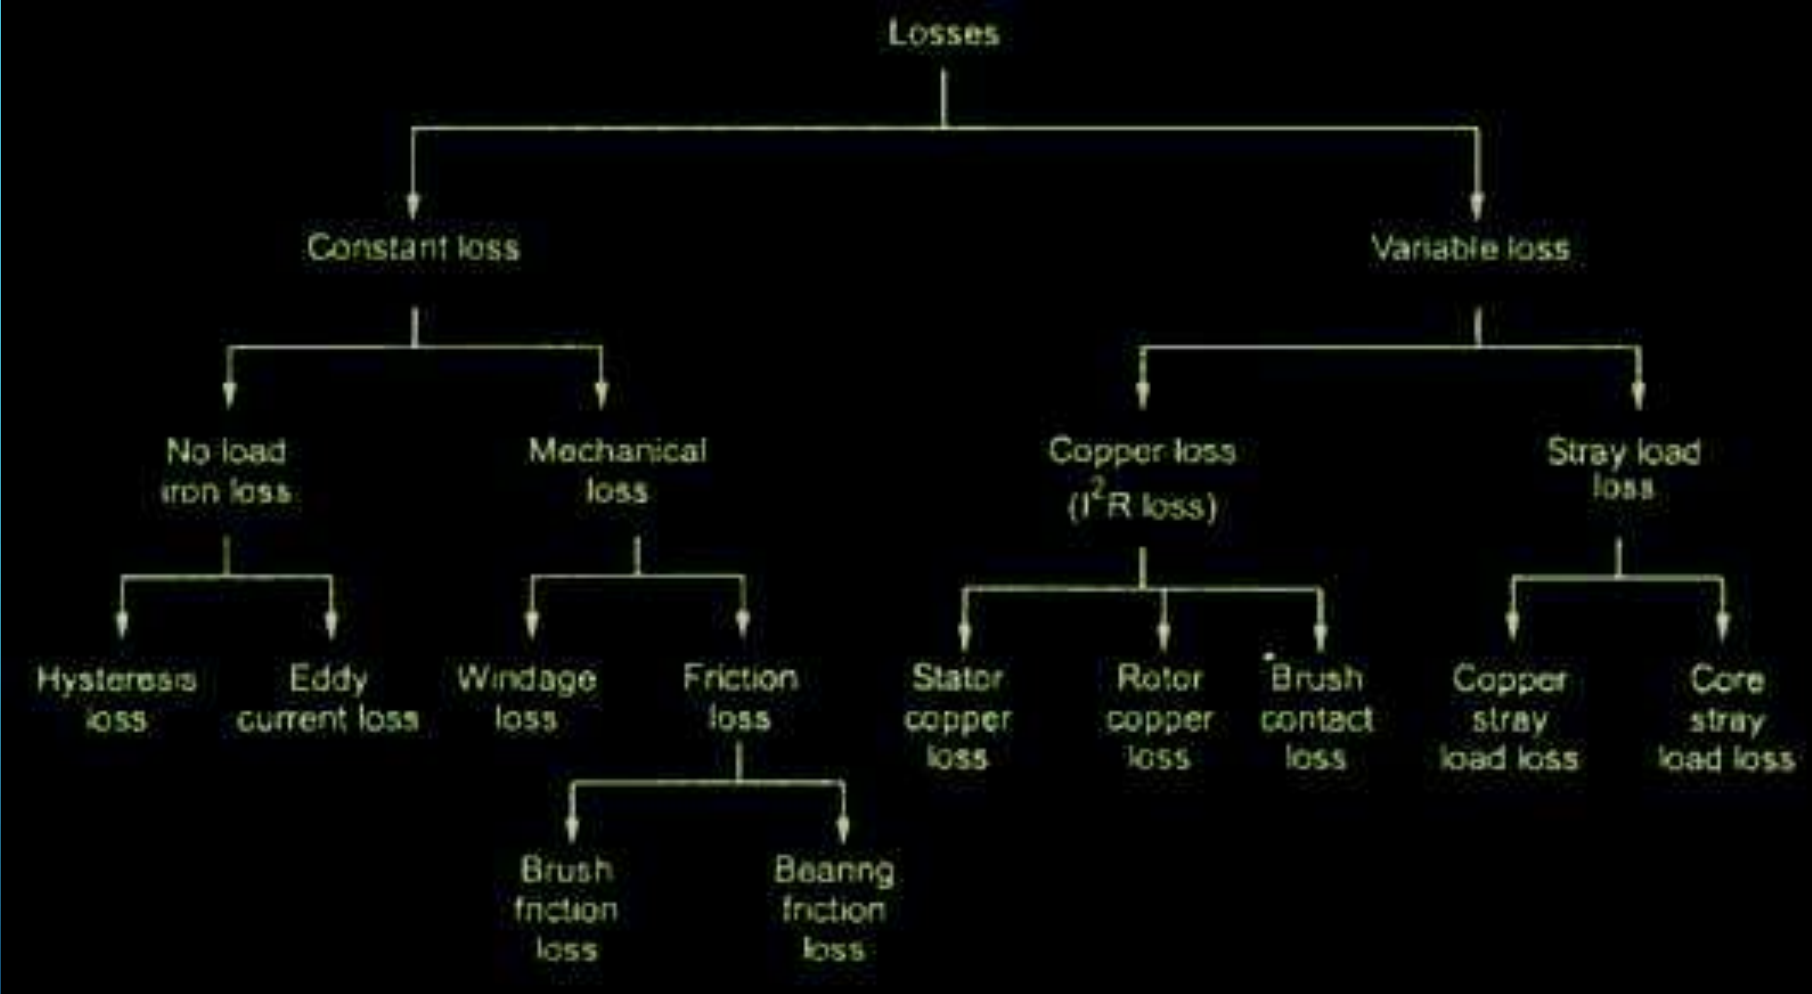 Losses
Constant loss
Variable loss
No load
iron loss
Mechanical
loss
Copper loss
(I²R loss)
Stray load
loss
Hysteresis
loss
Eddy
current loss
Windage
loss
Friction
loss
Stator
copper
loss
Rotor
copper
loss
Brush
contact
loss
Copper
stray
load loss
Core
stray
load loss
Brush
friction
loss
Bearing
friction
loss